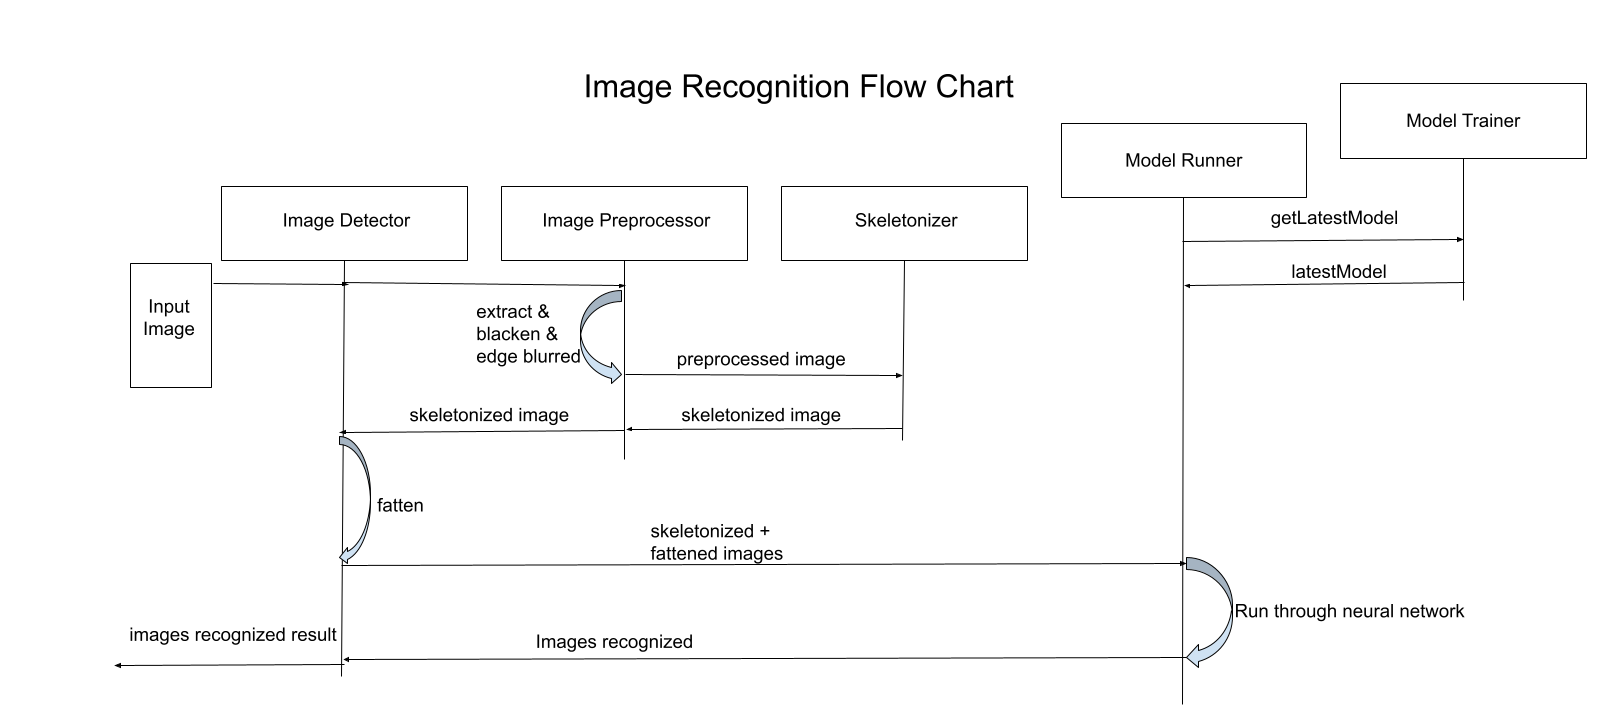 Image Recognition Flow Chart
Model Trainer
Model Runner
Image Detector
Image Preprocessor
Skeletonizer
getLatestModel
latestModel
Input
Image
extract &
blacken &
edge blurred
preprocessed image
skeletonized image
skeletonized image
fatten
skeletonized +
fattened images
Run through neural network
images recognized result
Images recognized